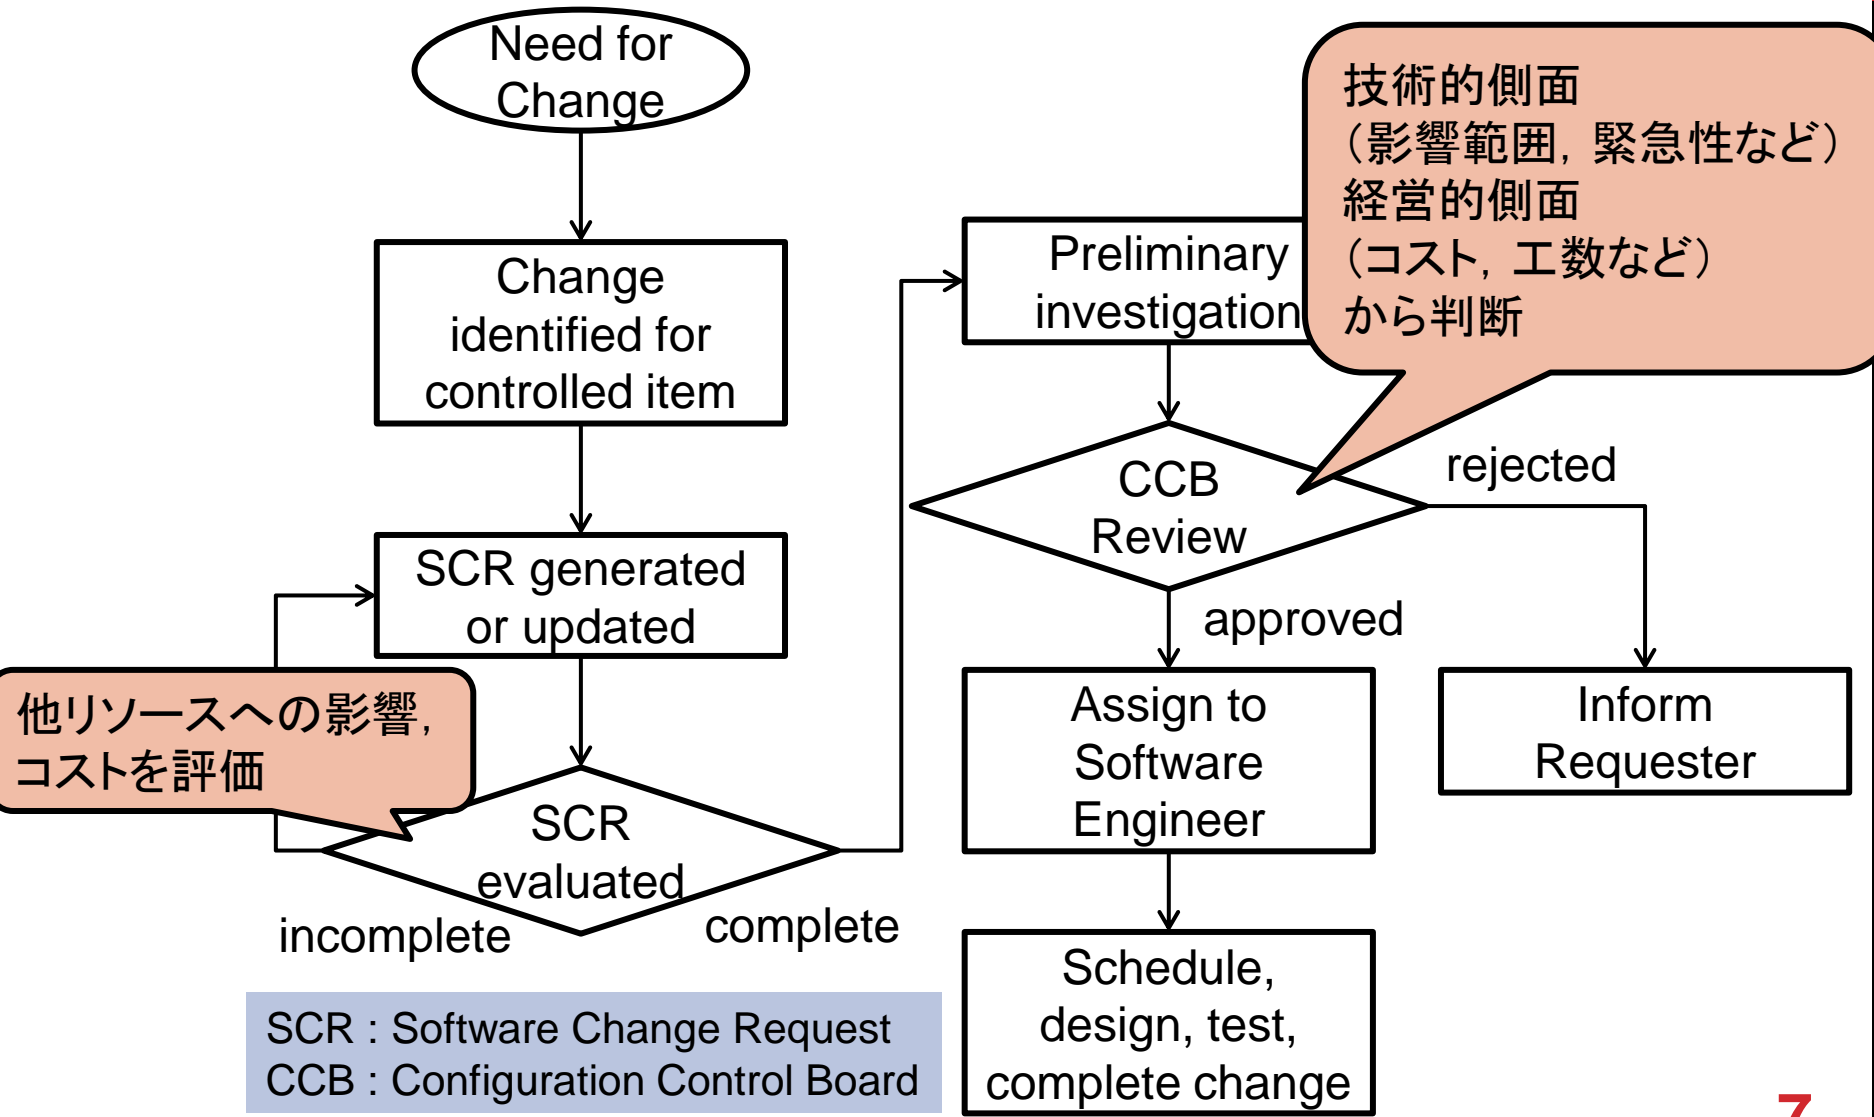 Need for
Change
Change
identified for
controlled item
SCR generated
or updated
他リソースへの影響,
コストを評価
SCR
evaluated
incomplete
complete
Preliminary
investigation
技術的側面
（影響範囲, 緊急性など）
経営的側面
（コスト, 工数など）
から判断
CCB
Review
rejected
approved
Assign to
Software
Engineer
Inform
Requester
Schedule,
design, test,
complete change
SCR : Software Change Request
CCB : Configuration Control Board